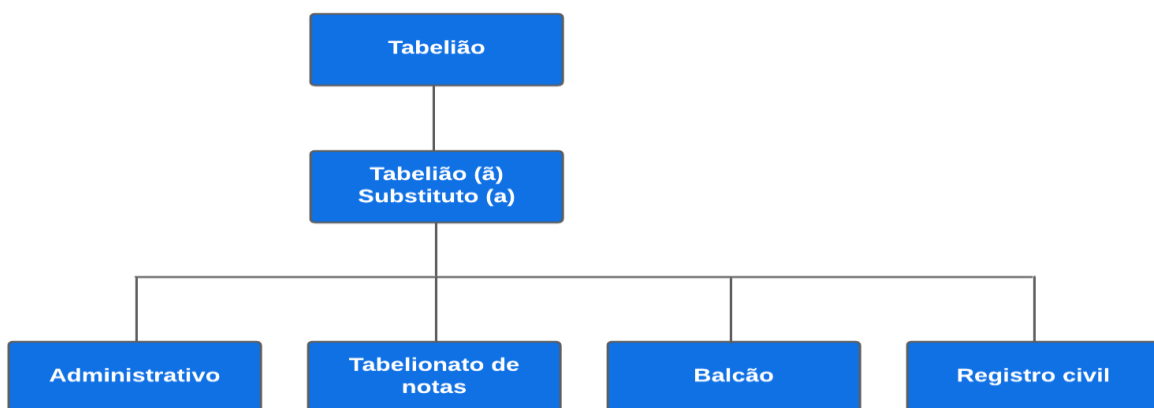 Tabelião
Tabelião (ã)
Substituto (a)
Administrativo
Tabelionato de
notas
Balcão
Registro civil